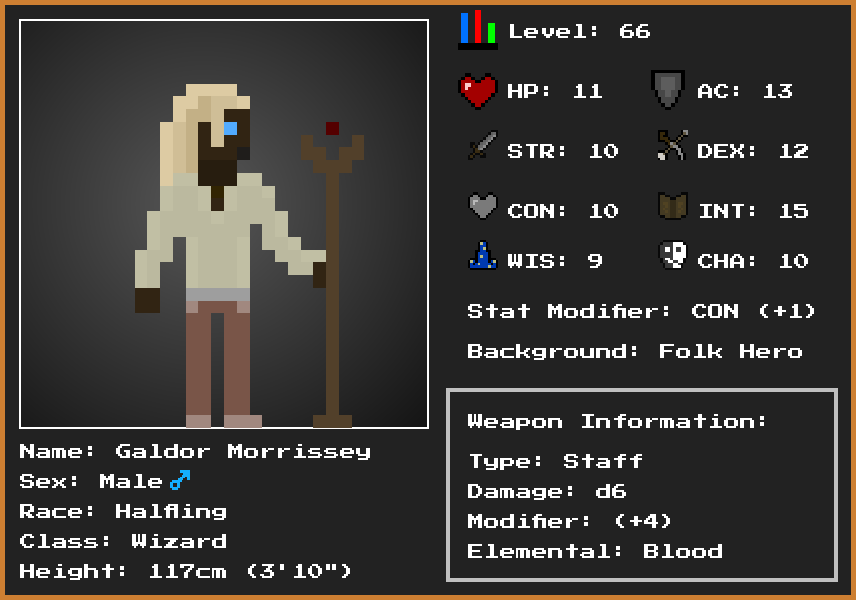 Level: 66
HP: 11
AC: 13
STR: 10
DEX: 12
CON: 10
INT: 15
WIS: 9
CHA: 10
Stat Modifier: CON (+1)
Background: Folk Hero
Weapon Information:
Type: Staff
Damage: d6
Modifier: (+4)
Elemental: Blood
Name: Galdor Morrissey
Sex: Male ♂
Race: Halfling
Class: Wizard
Height: 117cm (3'10")